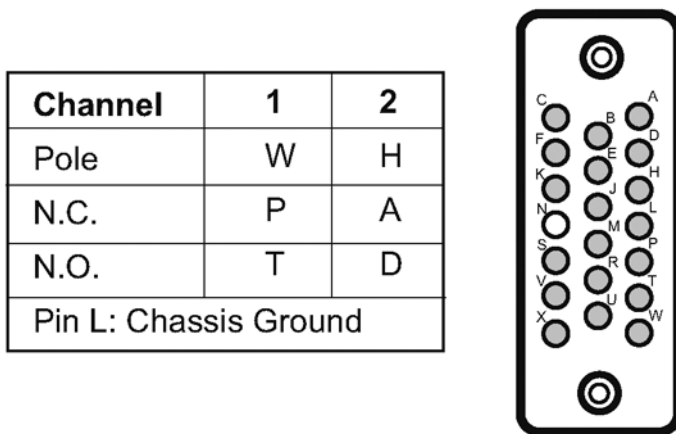 Channel 1 2
Pole W H
N.C. P A
N.O. T D
Pin L: Chassis Ground
C A
B
F D
E
K H
J
N L
M
S P
R
V T
U
X W